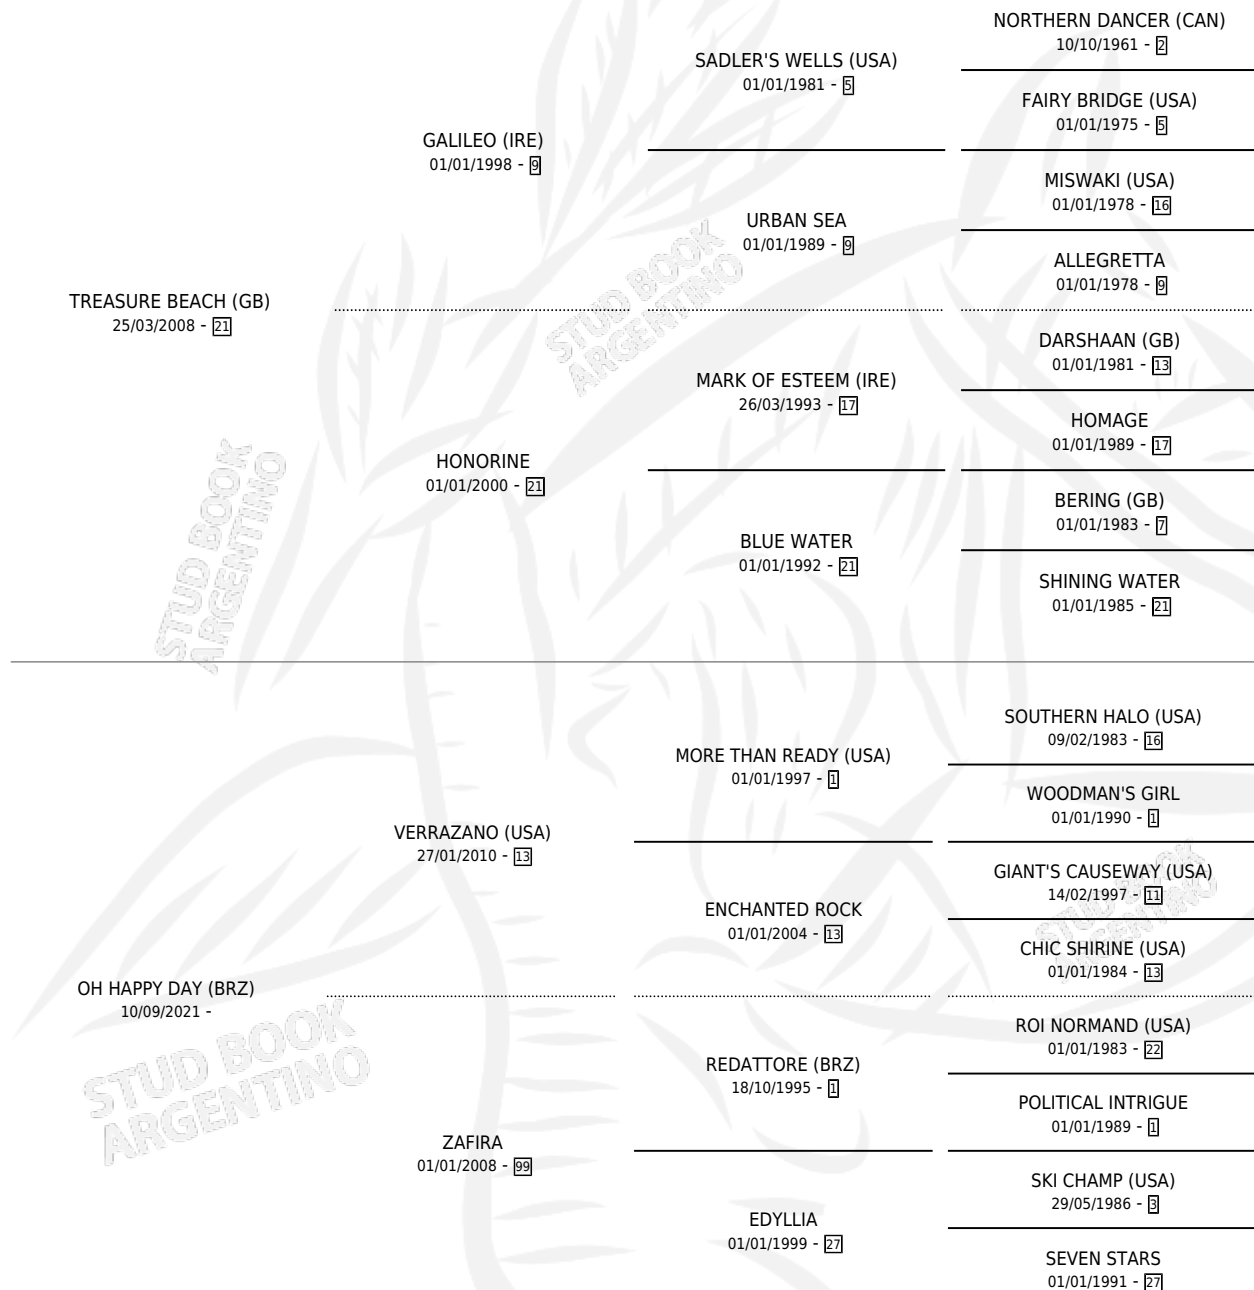 NORTHERN DANCER (CAN)
10/10/1961 - 2
SADLER'S WELLS (USA)
01/01/1981 - 5
FAIRY BRIDGE (USA)
01/01/1975 - 5
GALILEO (IRE)
01/01/1998 - 9
MISWAKI (USA)
01/01/1978 - 16
URBAN SEA
01/01/1989 - 9
ALLEGRETTA
01/01/1978 - 9
TREASURE BEACH (GB)
25/03/2008 - 21
DARSHAAN (GB)
01/01/1981 - 13
MARK OF ESTEEM (IRE)
26/03/1993 - 17
HOMAGE
01/01/1989 - 17
HONORINE
01/01/2000 - 21
BERING (GB)
01/01/1983 - 7
BLUE WATER
01/01/1992 - 21
SHINING WATER
01/01/1985 - 21
STUD BOOK
ARGENTINO
STUD BOOK
ARGENTINO
SOUTHERN HALO (USA)
09/02/1983 - 16
MORE THAN READY (USA)
01/01/1997 - 1
WOODMAN'S GIRL
01/01/1990 - 1
VERRAZANO (USA)
27/01/2010 - 13
GIANT'S CAUSEWAY (USA)
14/02/1997 - 11
ENCHANTED ROCK
01/01/2004 - 13
CHIC SHIRINE (USA)
01/01/1984 - 13
OH HAPPY DAY (BRZ)
10/09/2021 -
ROI NORMAND (USA)
01/01/1983 - 22
REDATTORE (BRZ)
18/10/1995 - 1
POLITICAL INTRIGUE
01/01/1989 - 1
ZAFIRA
01/01/2008 - 99
SKI CHAMP (USA)
29/05/1986 - 3
EDYLLIA
01/01/1999 - 27
SEVEN STARS
01/01/1991 - 27
STUD BOOK
ARGENTINO
STUD BOOK
ARGENTINO